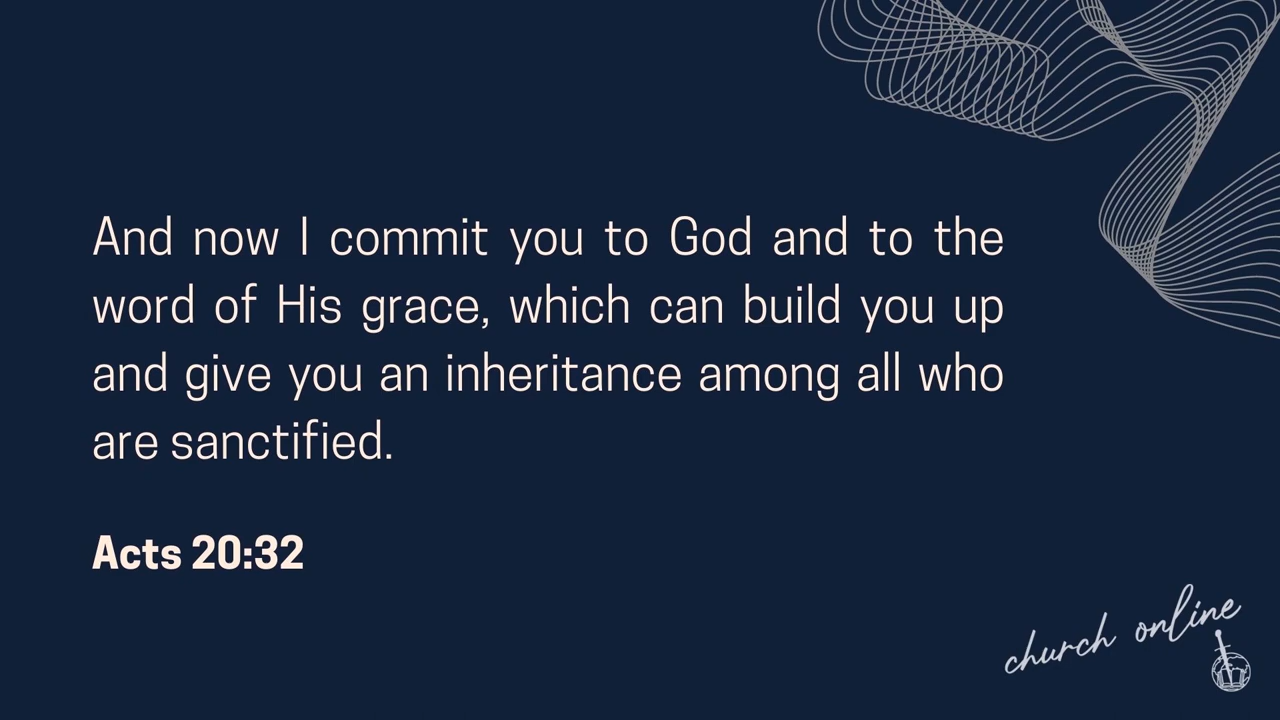 And now I commit you to God and to the
word of His grace, which can build you up
and give you an inheritance among all who
are sanctified.
Acts 20:32
church online